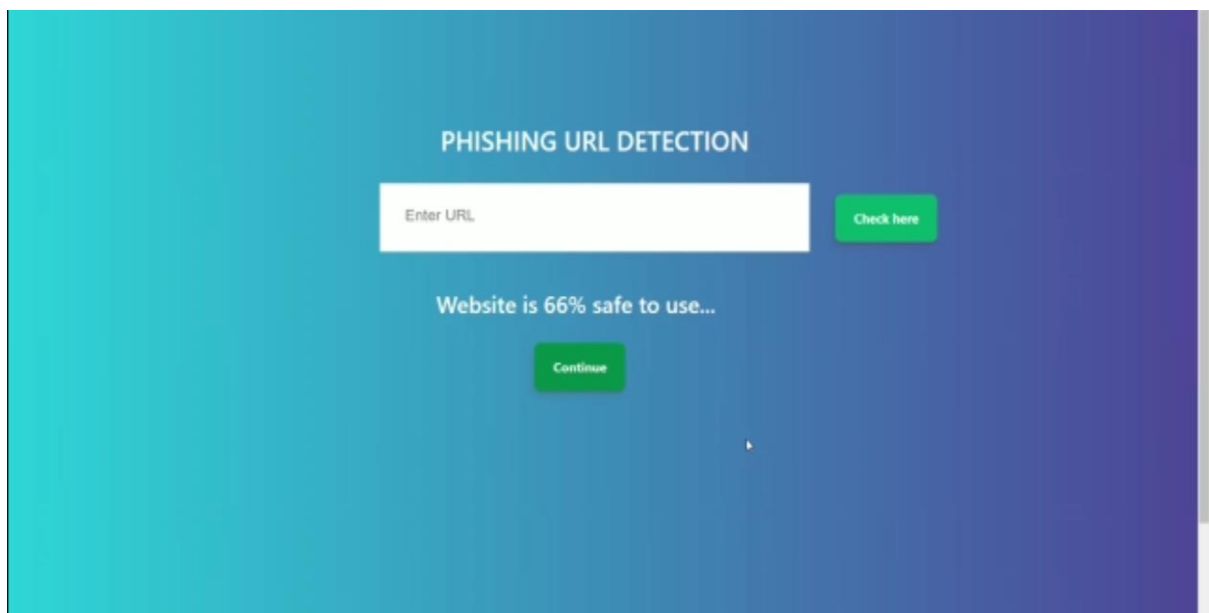 PHISHING URL DETECTION
Enter URL
Check here
Website is 66% safe to use...
Continue